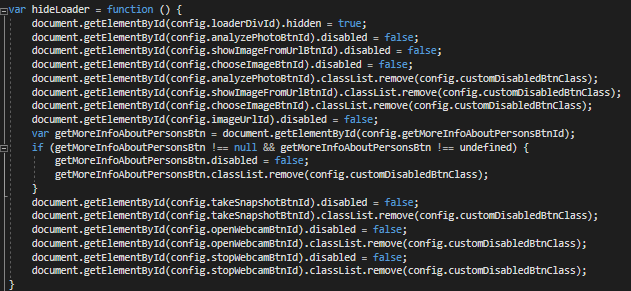 var hideLoader = function () {
    document.getElementById(config.loaderDivId).hidden = true;
    document.getElementById(config.analyzePhotoBtnId).disabled = false;
    document.getElementById(config.showImageFromUrlBtnId).disabled = false;
    document.getElementById(config.chooseImageBtnId).disabled = false;
    document.getElementById(config.analyzePhotoBtnId).classList.remove(config.customDisabledBtnClass);
    document.getElementById(config.showImageFromUrlBtnId).classList.remove(config.customDisabledBtnClass);
    document.getElementById(config.chooseImageBtnId).classList.remove(config.customDisabledBtnClass);
    document.getElementById(config.imageUrlId).disabled = false;
    var getMoreInfoAboutPersonsBtn = document.getElementById(config.getMoreInfoAboutPersonsBtnId);
    if (getMoreInfoAboutPersonsBtn !== null && getMoreInfoAboutPersonsBtn !== undefined) {
        getMoreInfoAboutPersonsBtn.disabled = false;
        getMoreInfoAboutPersonsBtn.classList.remove(config.customDisabledBtnClass);
    }
    document.getElementById(config.takeSnapshotBtnId).disabled = false;
    document.getElementById(config.takeSnapshotBtnId).classList.remove(config.customDisabledBtnClass);
    document.getElementById(config.openWebcamBtnId).disabled = false;
    document.getElementById(config.openWebcamBtnId).classList.remove(config.customDisabledBtnClass);
    document.getElementById(config.stopWebcamBtnId).disabled = false;
    document.getElementById(config.stopWebcamBtnId).classList.remove(config.customDisabledBtnClass);
}